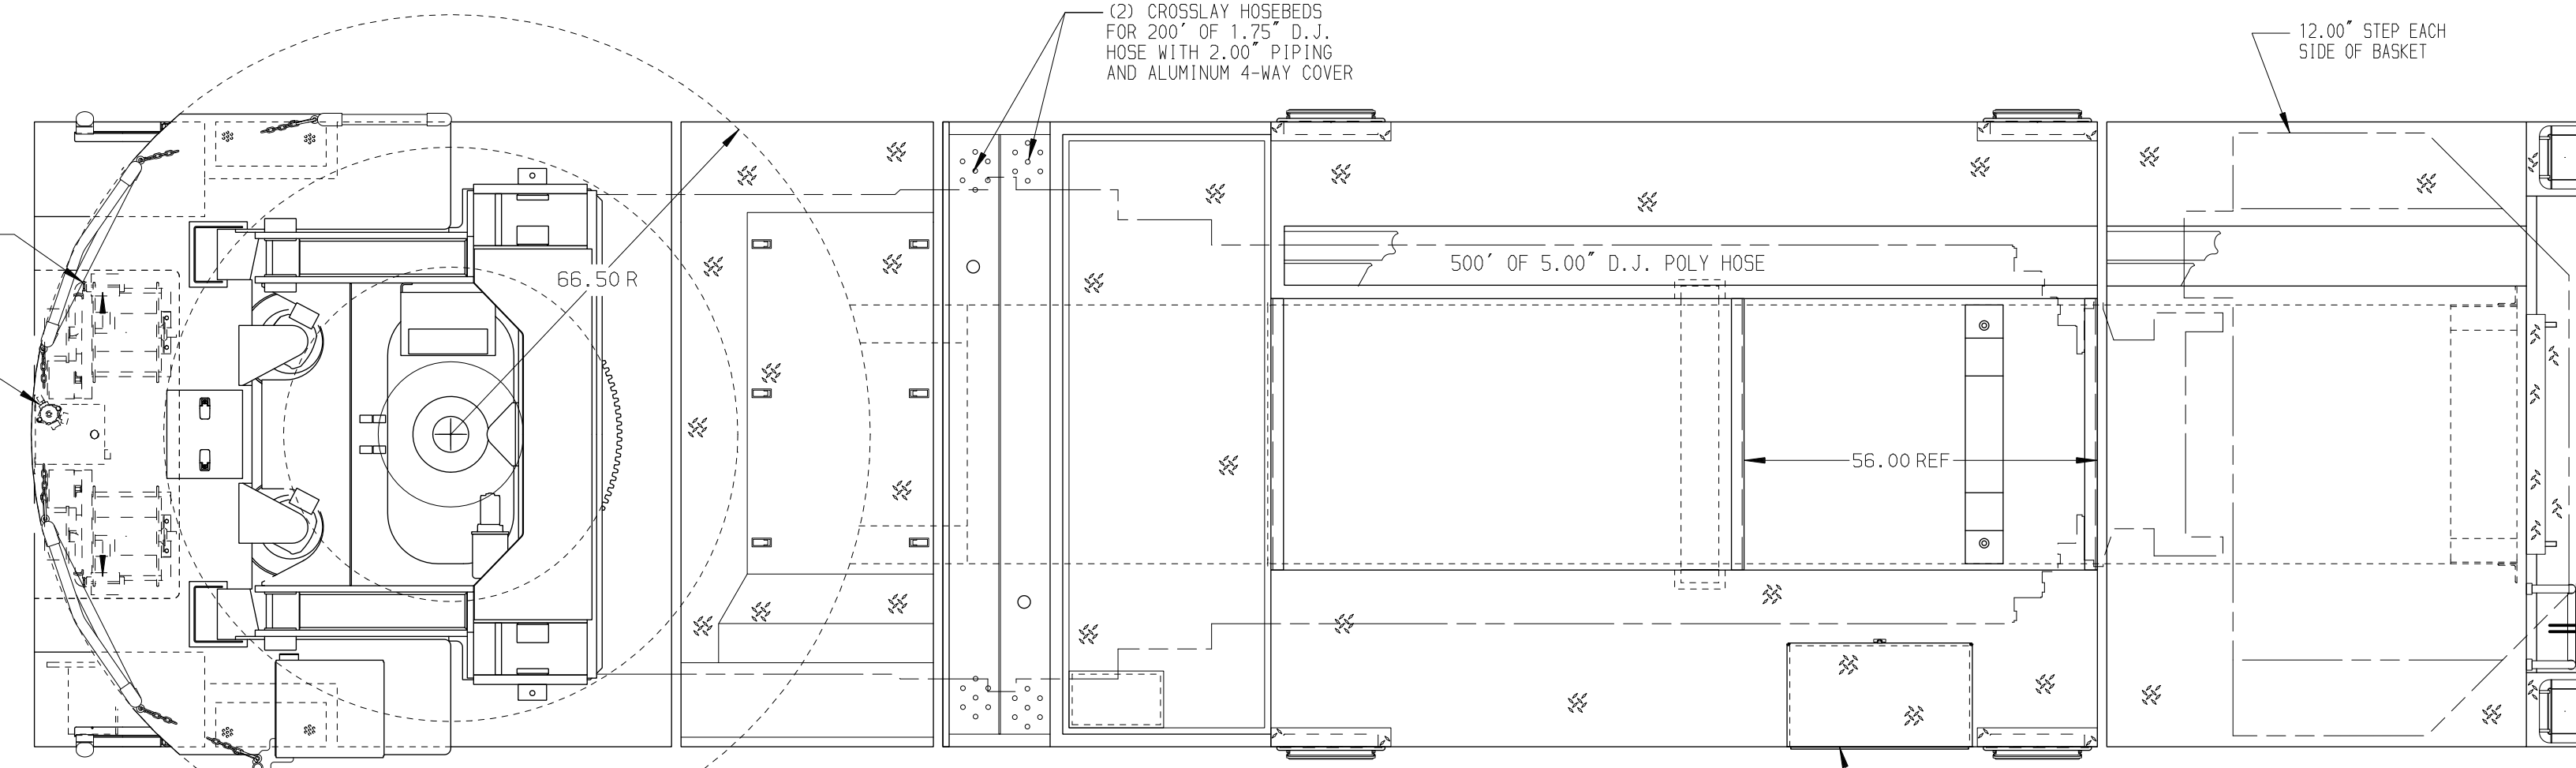 (2) CROSSLAY HOSEBEDS
FOR 200' OF 1.75" D.J.
HOSE WITH 2.00" PIPING
AND ALUMINUM 4-WAY COVER
12.00" STEP EACH
SIDE OF BASKET
66.50 R
500' OF 5.00" D.J. POLY HOSE
56.00 REF